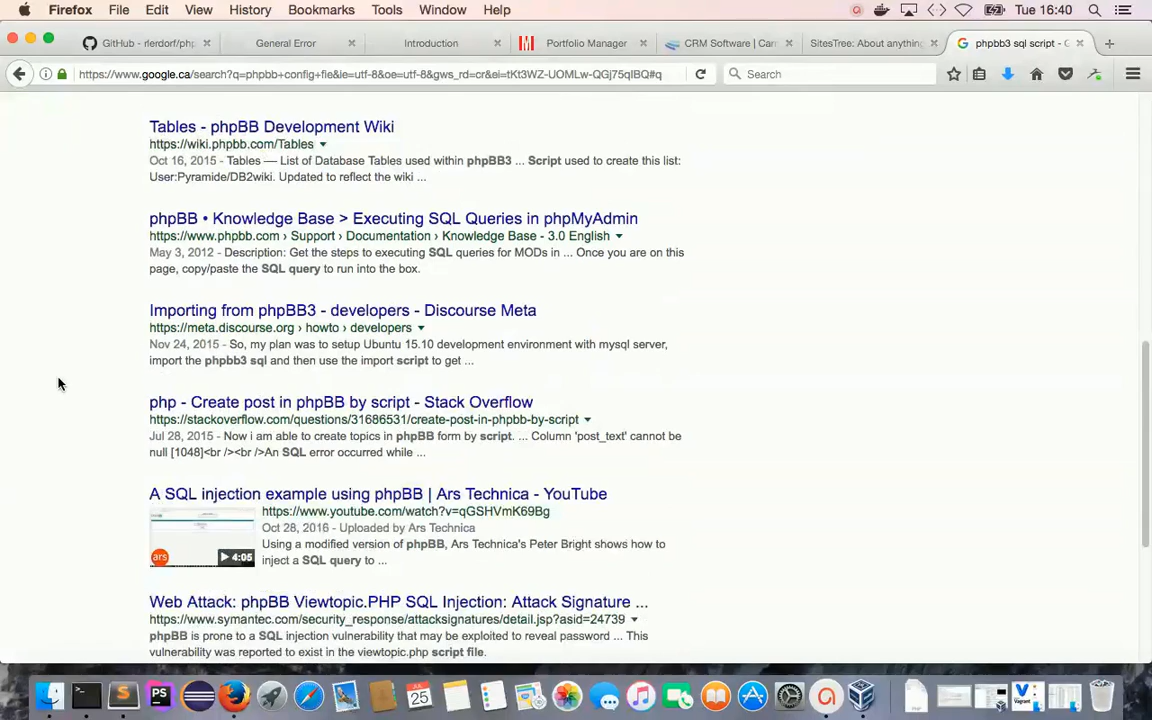 Firefox File Edit View History Bookmarks Tools Window Help Tue 16:40
GitHub - rlerdorf/php General Error Introduction Portfolio Manager CRM Software | Car SitesTree: About anything phpbb3 sql script - G
https://www.google.ca/search?q=phpbb+config+fie&ie=utf-8&oe=utf-8&gws_rd=cr&ei=tKt3WZ-UOMLw-QGj75qIBQ#q Search
Tables - phpBB Development Wiki
https://wiki.phpbb.com/Tables
Oct 16, 2015 - Tables — List of Database Tables used within phpBB3 ... Script used to create this list:
User:Pyramide/DB2wiki. Updated to reflect the wiki ...
phpBB • Knowledge Base > Executing SQL Queries in phpMyAdmin
https://www.phpbb.com › Support › Documentation › Knowledge Base - 3.0 English
May 3, 2012 - Description: Get the steps to executing SQL queries for MODs in ... Once you are on this
page, copy/paste the SQL query to run into the box.
Importing from phpBB3 - developers - Discourse Meta
https://meta.discourse.org › howto › developers
Nov 24, 2015 - So, my plan was to setup Ubuntu 15.10 development environment with mysql server,
import the phpbb3 sql and then use the import script to get ...
php - Create post in phpBB by script - Stack Overflow
https://stackoverflow.com/questions/31686531/create-post-in-phpbb-by-script
Jul 28, 2015 - Now i am able to create topics in phpBB form by script. ... Column 'post_text' cannot be
null [1048]<br /><br />An SQL error occurred while ...
A SQL injection example using phpBB | Ars Technica - YouTube
https://www.youtube.com/watch?v=qGSHVmK69Bg
Oct 28, 2016 - Uploaded by Ars Technica
Using a modified version of phpBB, Ars Technica's Peter Bright shows how to
inject a SQL query to ...
ars 4:05
Web Attack: phpBB Viewtopic.PHP SQL Injection: Attack Signature ...
https://www.symantec.com/security_response/attacksignatures/detail.jsp?asid=24739
phpBB is prone to a SQL injection vulnerability that may be exploited to reveal password ... This
vulnerability was reported to exist in the viewtopic.php script file.
PS 25 Vagrant